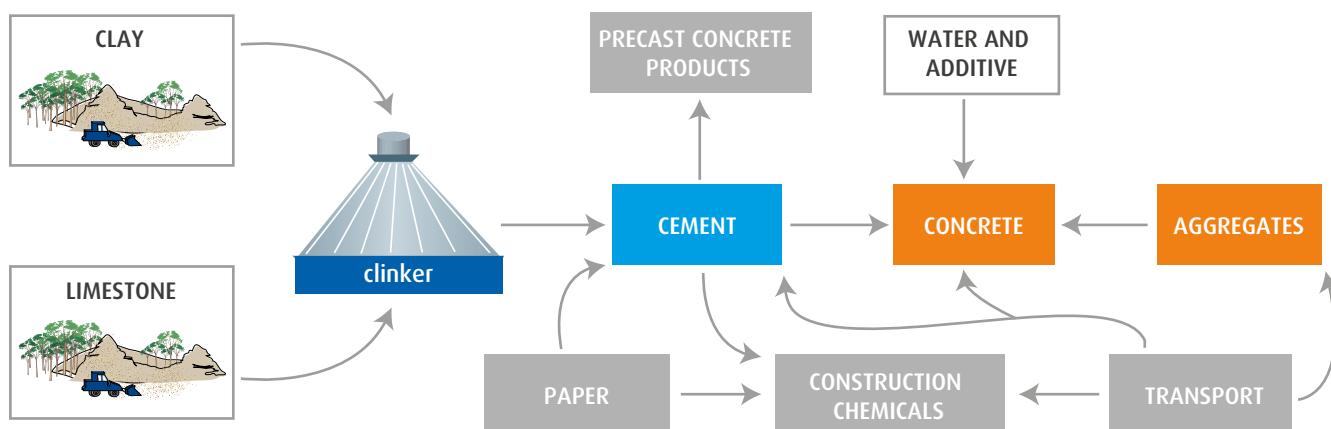 CLAY
PRECAST CONCRETE
PRODUCTS
WATER AND
ADDITIVE
CEMENT
CONCRETE
AGGREGATES
clinker
LIMESTONE
PAPER
CONSTRUCTION
CHEMICALS
TRANSPORT